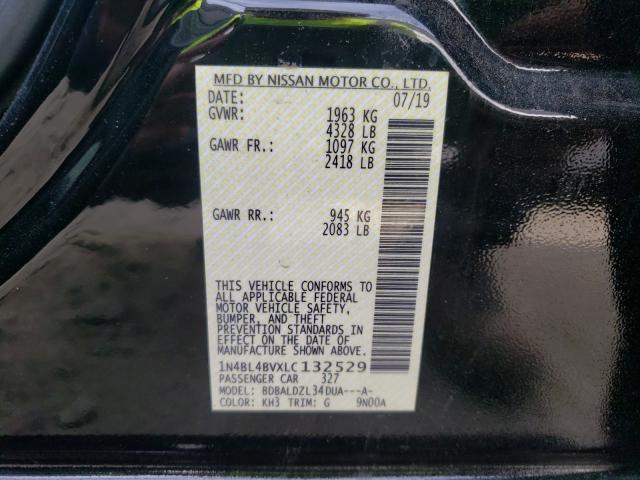 MFD BY NISSAN MOTOR CO., LTD.
DATE: 07/19
GVWR: 1963 KG
4328 LB
GAWR FR.: 1097 KG
2418 LB
GAWR RR.: 945 KG
2083 LB
THIS VEHICLE CONFORMS TO
ALL APPLICABLE FEDERAL
MOTOR VEHICLE SAFETY,
BUMPER, AND THEFT
PREVENTION STANDARDS IN
EFFECT ON THE DATE OF
MANUFACTURE SHOWN ABOVE.
1N4BL4BVXLC132529
PASSENGER CAR 327
MODEL: BDBALDZL34DUA---A-
COLOR: KH3 TRIM: G 9N00A